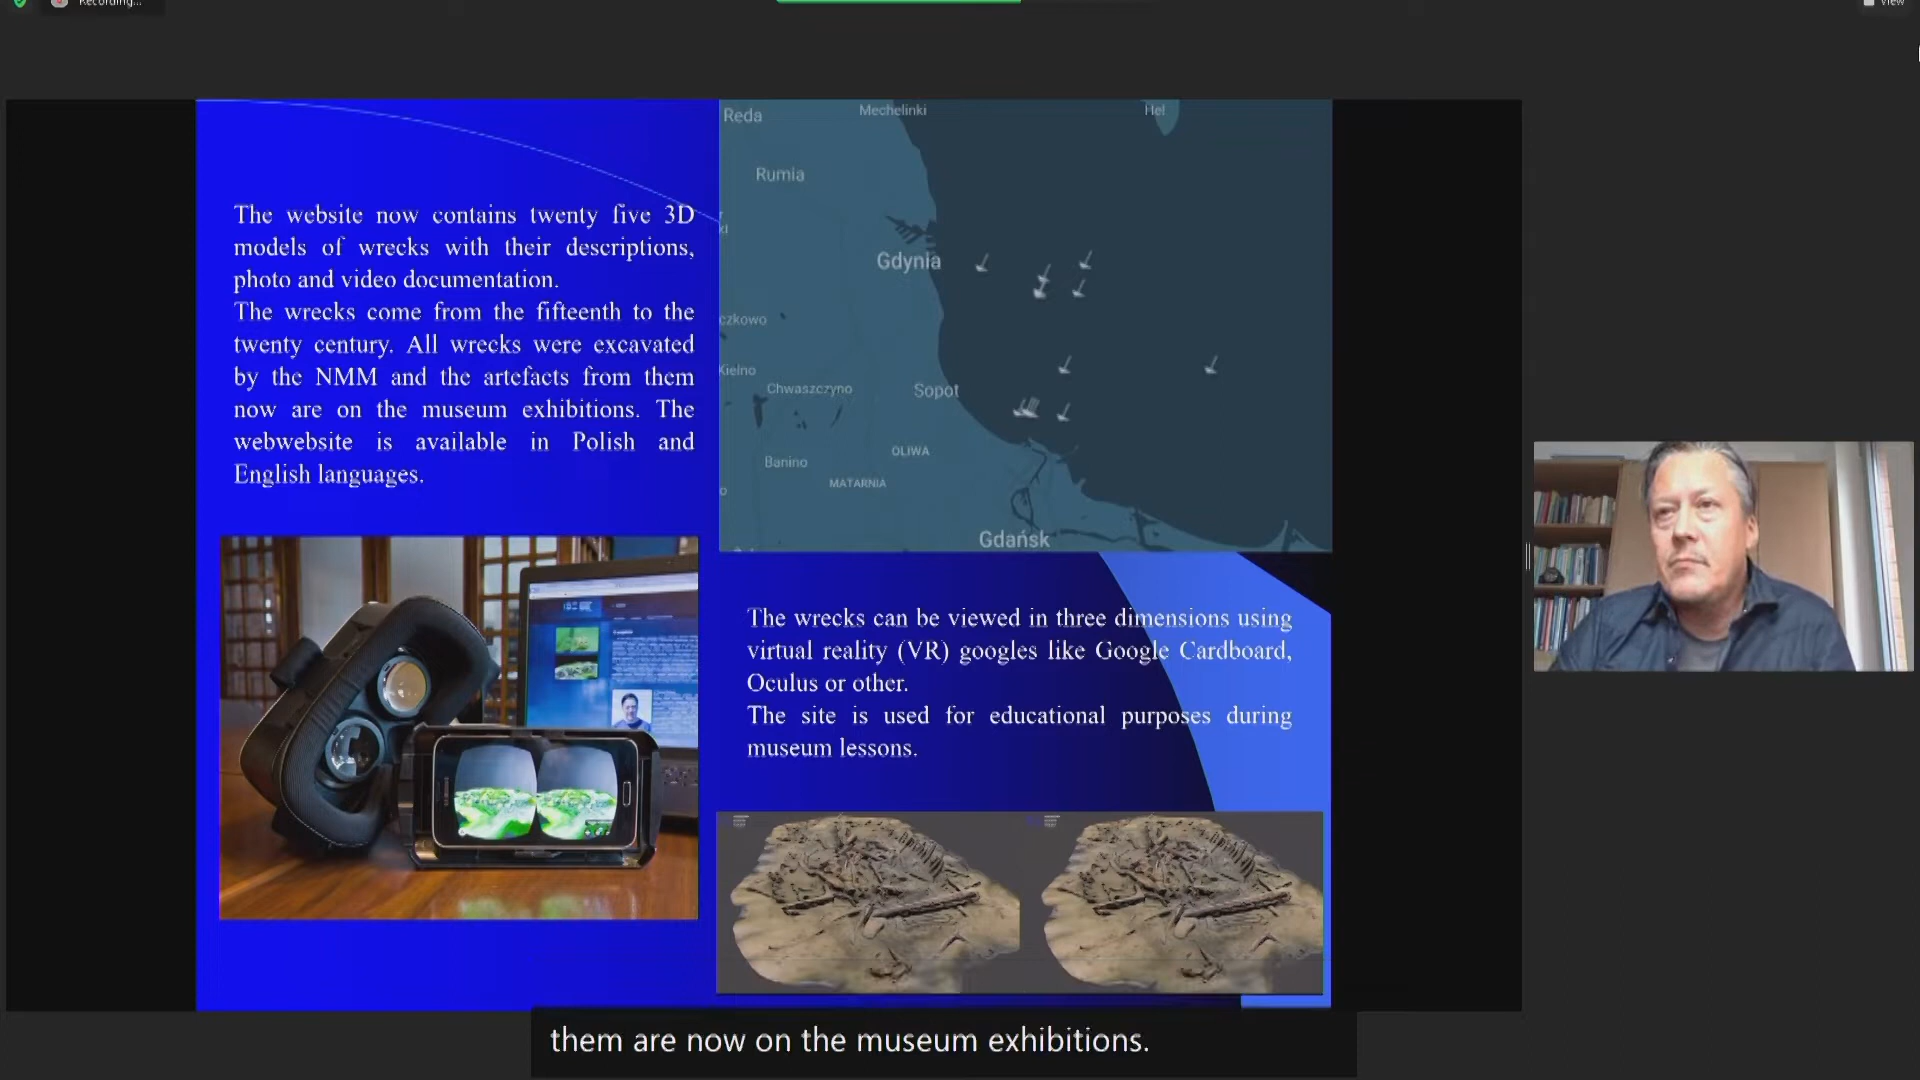 Recording...
View
The website now contains twenty five 3D
models of wrecks with their descriptions,
photo and video documentation.
The wrecks come from the fifteenth to the
twenty century. All wrecks were excavated
by the NMM and the artefacts from them
now are on the museum exhibitions. The
webwebsite is available in Polish and
English languages.
Reda
Mechelinki
Hel
Rumia
Gdynia
czkowo
Kielno
Chwaszczyno
Sopot
OLIWA
Banino
MATARNIA
Gdańsk
The wrecks can be viewed in three dimensions using
virtual reality (VR) googles like Google Cardboard,
Oculus or other.
The site is used for educational purposes during
museum lessons.
them are now on the museum exhibitions.